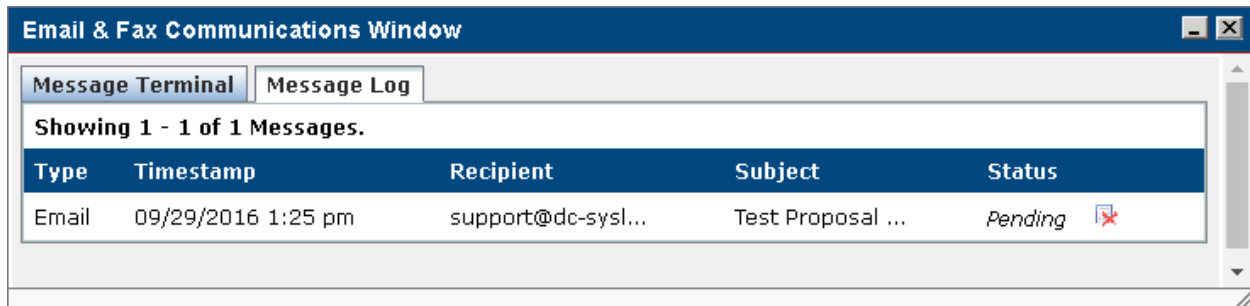 Email & Fax Communications Window
Message Terminal Message Log
Showing 1 - 1 of 1 Messages.
Type Timestamp Recipient Subject Status
Email 09/29/2016 1:25 pm support@dc-sysl... Test Proposal ... Pending